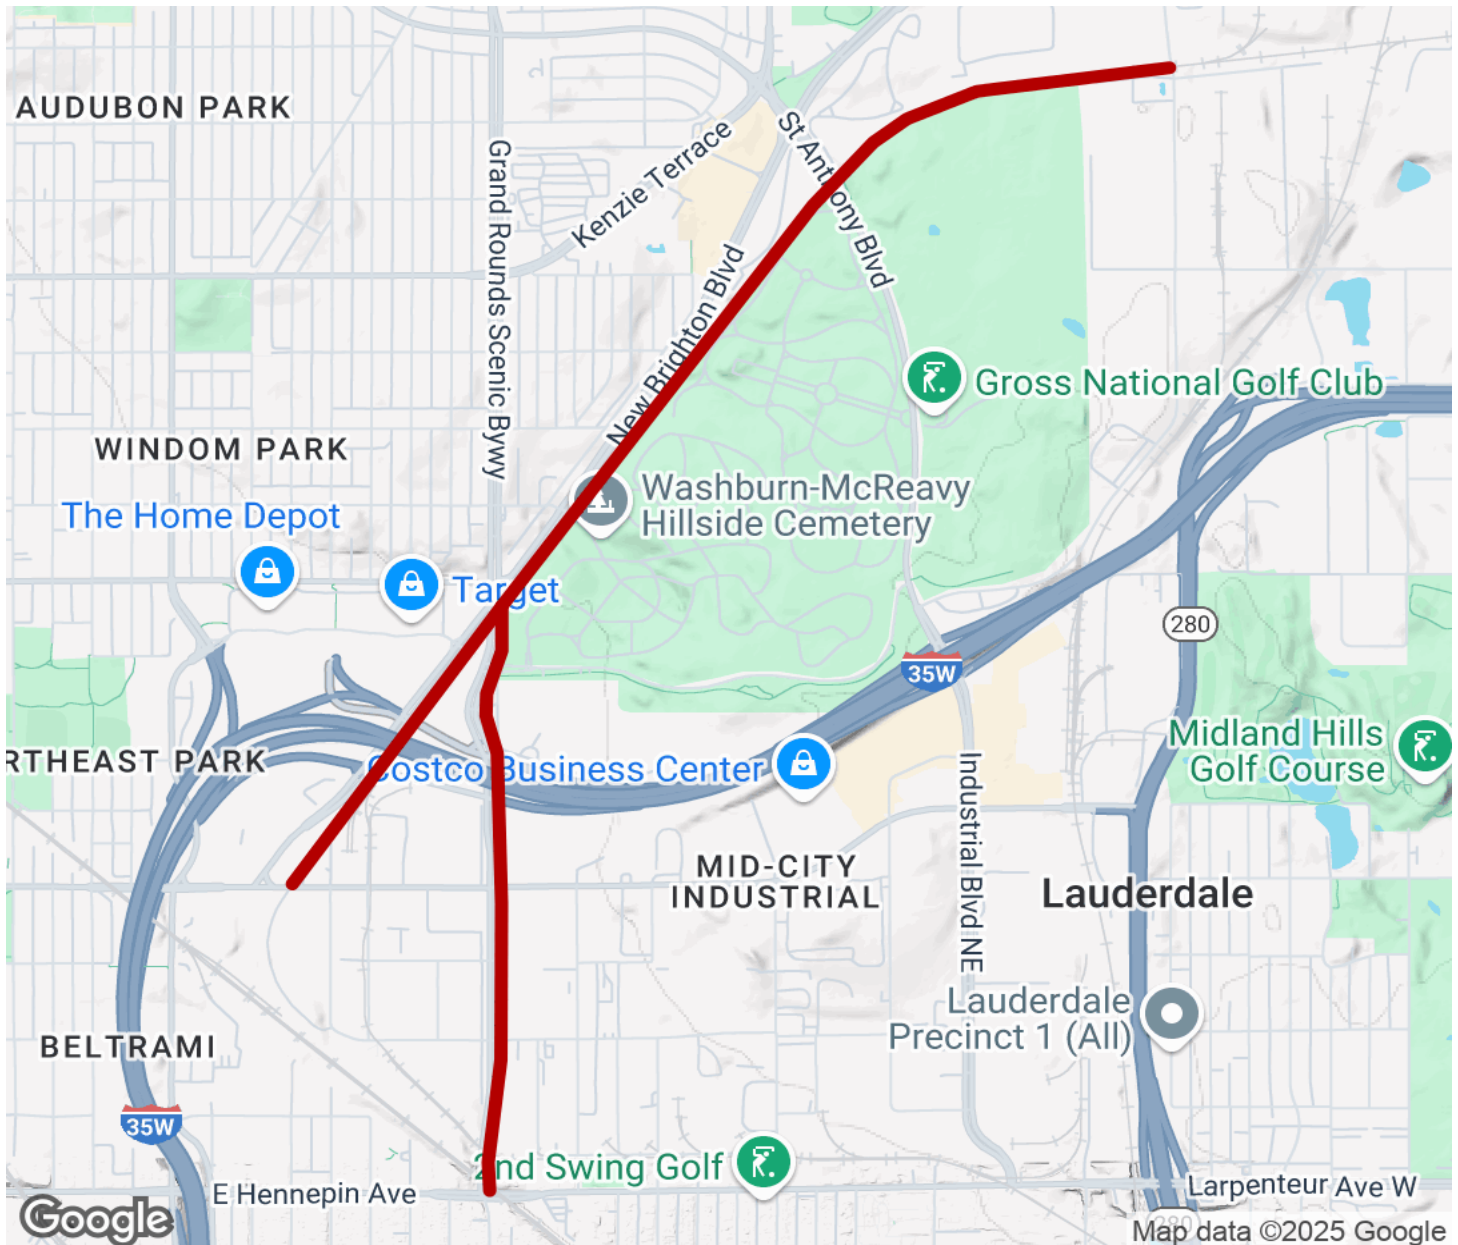 AUDUBON PARK
Grand Rounds Scenic Bywy
Kenzie Terrace
St Anthony Blvd
New Brighton Blvd
Gross National Golf Club
WINDOM PARK
The Home Depot
Washburn-McReavy
Hillside Cemetery
Target
280
35W
Midland Hills
Golf Course
RTHEAST PARK
Costco Business Center
Industrial Blvd NE
MID-CITY
INDUSTRIAL
Lauderdale
Lauderdale
Precinct 1 (All)
BELTRAMI
35W
2nd Swing Golf
E Hennepin Ave
Larpenteur Ave W
280
Google
Map data ©2025 Google